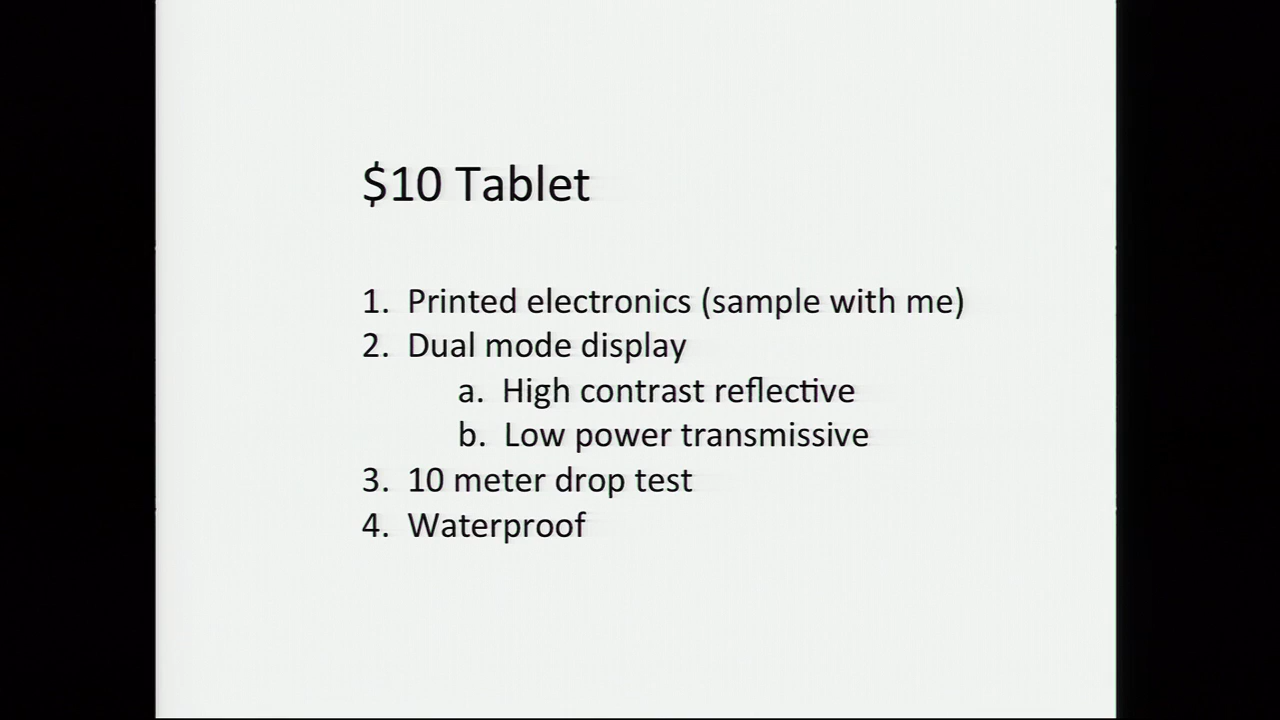 $10 Tablet
1. Printed electronics (sample with me)
2. Dual mode display
a. High contrast reflective
b. Low power transmissive
3. 10 meter drop test
4. Waterproof